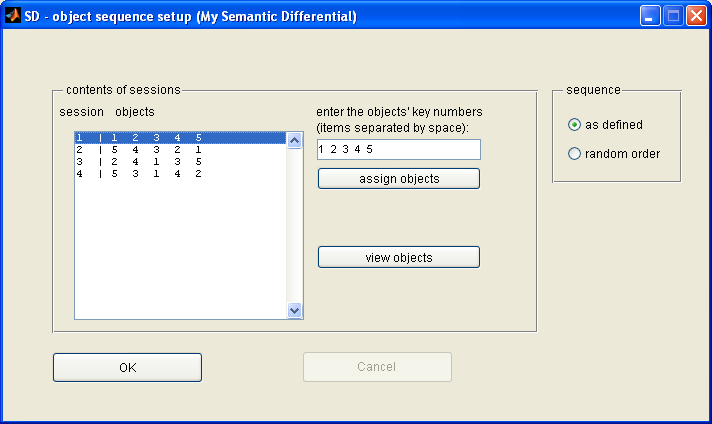 SD - object sequence setup (My Semantic Differential)
contents of sessions
session objects
1 | 1 2 3 4 5
2 | 5 4 3 2 1
3 | 2 4 1 3 5
4 | 5 3 1 4 2
enter the objects' key numbers
(items separated by space):
1 2 3 4 5
assign objects
view objects
sequence
as defined
random order
OK
Cancel